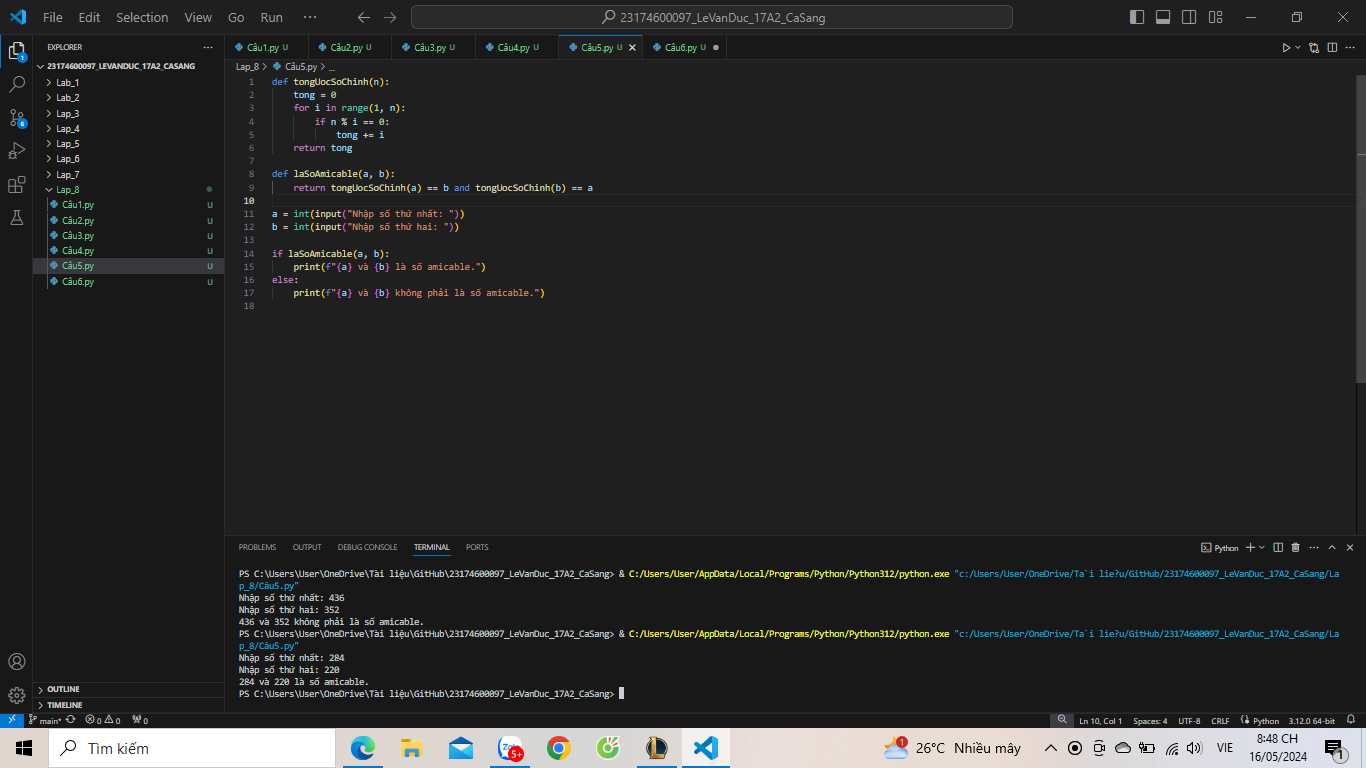 File Edit Selection View Go Run ··· 23174600097_LeVanDuc_17A2_CaSang
EXPLORER ···
23174600097_LEVANDUC_17A2_CASANG
Lab_1
Lab_2
Lap_3
Lap_4
Lap_5
Lap_6
Lap_7
Lap_8
Câu1.py U
Câu2.py U
Câu3.py U
Câu4.py U
Câu5.py U
Câu6.py U
OUTLINE
TIMELINE
1
6
Câu1.py U Câu2.py U Câu3.py U Câu4.py U Câu5.py U Câu6.py U
Lap_8 > Câu5.py > ...
1 def tongUocSoChinh(n):
2 tong = 0
3 for i in range(1, n):
4 if n % i == 0:
5 tong += i
6 return tong
7
8 def laSoAmicable(a, b):
9 return tongUocSoChinh(a) == b and tongUocSoChinh(b) == a
10
11 a = int(input("Nhập số thứ nhất: "))
12 b = int(input("Nhập số thứ hai: "))
13
14 if laSoAmicable(a, b):
15 print(f"{a} và {b} là số amicable.")
16 else:
17 print(f"{a} và {b} không phải là số amicable.")
18
PROBLEMS OUTPUT DEBUG CONSOLE TERMINAL PORTS Python
PS C:\Users\User\OneDrive\Tài liệu\GitHub\23174600097_LeVanDuc_17A2_CaSang> & C:/Users/User/AppData/Local/Programs/Python/Python312/python.exe "c:/Users/User/OneDrive/Ta`i lie?u/GitHub/23174600097_LeVanDuc_17A2_CaSang/La
p_8/Câu5.py"
Nhập số thứ nhất: 436
Nhập số thứ hai: 352
436 và 352 không phải là số amicable.
PS C:\Users\User\OneDrive\Tài liệu\GitHub\23174600097_LeVanDuc_17A2_CaSang> & C:/Users/User/AppData/Local/Programs/Python/Python312/python.exe "c:/Users/User/OneDrive/Ta`i lie?u/GitHub/23174600097_LeVanDuc_17A2_CaSang/La
p_8/Câu5.py"
Nhập số thứ nhất: 284
Nhập số thứ hai: 220
284 và 220 là số amicable.
PS C:\Users\User\OneDrive\Tài liệu\GitHub\23174600097_LeVanDuc_17A2_CaSang>
main* 0 0 0 Ln 10, Col 1 Spaces: 4 UTF-8 CRLF Python 3.12.0 64-bit
Tìm kiếm 5+ 1 26°C Nhiều mây VIE 8:48 CH
16/05/2024 1